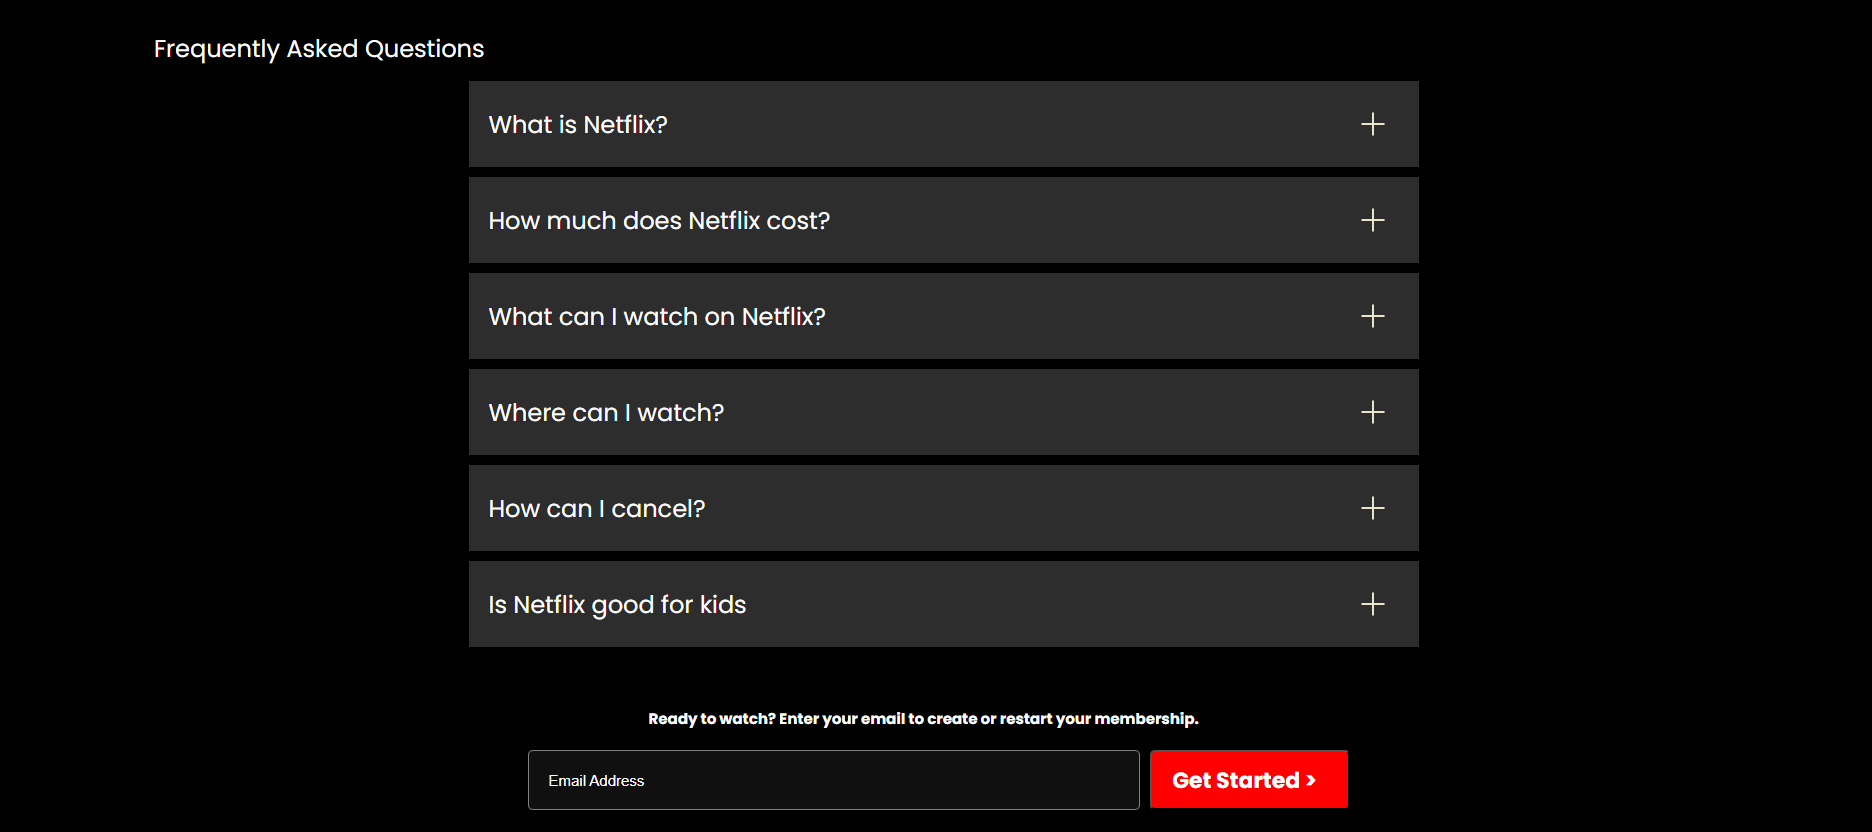 Frequently Asked Questions
What is Netflix?
How much does Netflix cost?
What can I watch on Netflix?
Where can I watch?
How can I cancel?
Is Netflix good for kids
Ready to watch? Enter your email to create or restart your membership.
Email Address
Get Started >